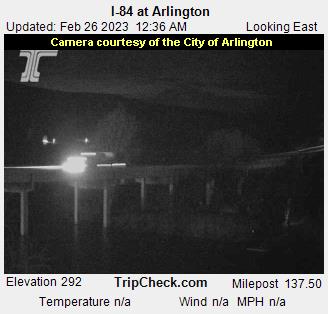 I-84 at Arlington
Updated: Feb 26 2023 12:36 AM Looking East
Camera courtesy of the City of Arlington
Elevation 292 TripCheck.com Milepost 137.50
Temperature n/a Wind n/a MPH n/a